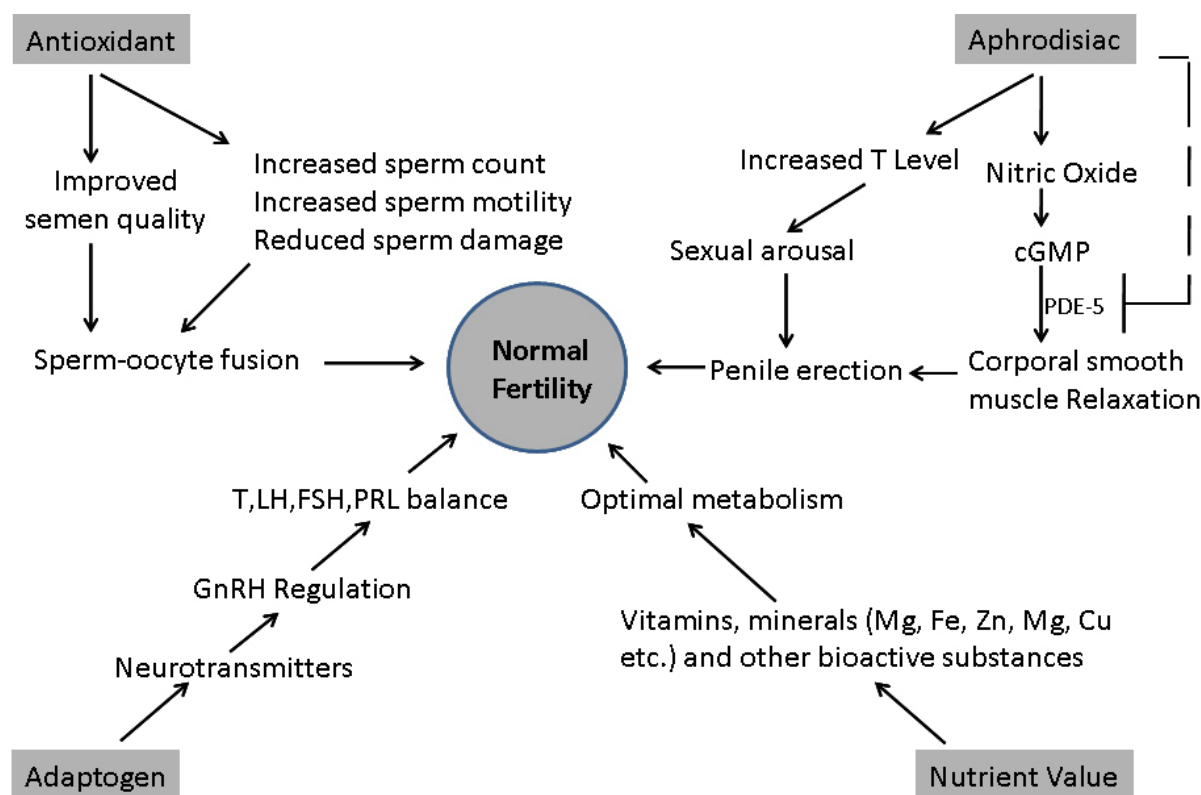 Antioxidant
Aphrodisiac
Increased T Level
Nitric Oxide
Improved
semen quality
Increased sperm count
Increased sperm motility
Reduced sperm damage
Sexual arousal
cGMP
PDE-5
Sperm-oocyte fusion
Normal
Fertility
Penile erection
Corporal smooth
muscle Relaxation
T,LH,FSH,PRL balance
Optimal metabolism
GnRH Regulation
Vitamins, minerals (Mg, Fe, Zn, Mg, Cu
etc.) and other bioactive substances
Neurotransmitters
Adaptogen
Nutrient Value